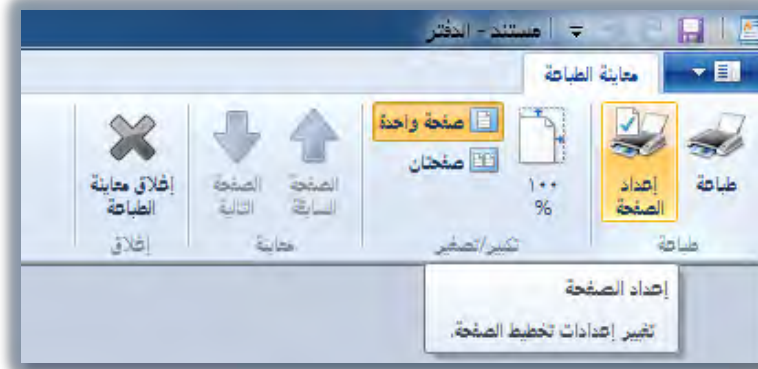 مستند - الدفتر
معاينة الطباعة
طباعة
إعداد
الصفحة
١٠٠
%
صفحة واحدة
صفحتان
الصفحة
السابقة
الصفحة
التالية
إغلاق معاينة
الطباعة
طباعة
تكبير/تصغير
معاينة
إغلاق
إعداد الصفحة
تغيير إعدادات تخطيط الصفحة.